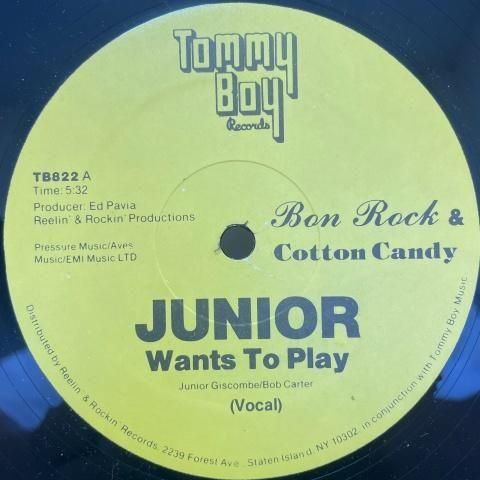 Tommy
Boy
Records
TB822 A
Time: 5:32
Producer: Ed Pavia
Reelin' & Rockin' Productions
Pressure Music/Aves
Music/EMI Music LTD
Bon Rock &
Cotton Candy
JUNIOR
Wants To Play
Junior Giscombe/Bob Carter
(Vocal)
Distributed by Reelin' & Rockin' Records, 2239 Forest Ave., Staten Island, NY 10302, in conjunction with Tommy Boy Music